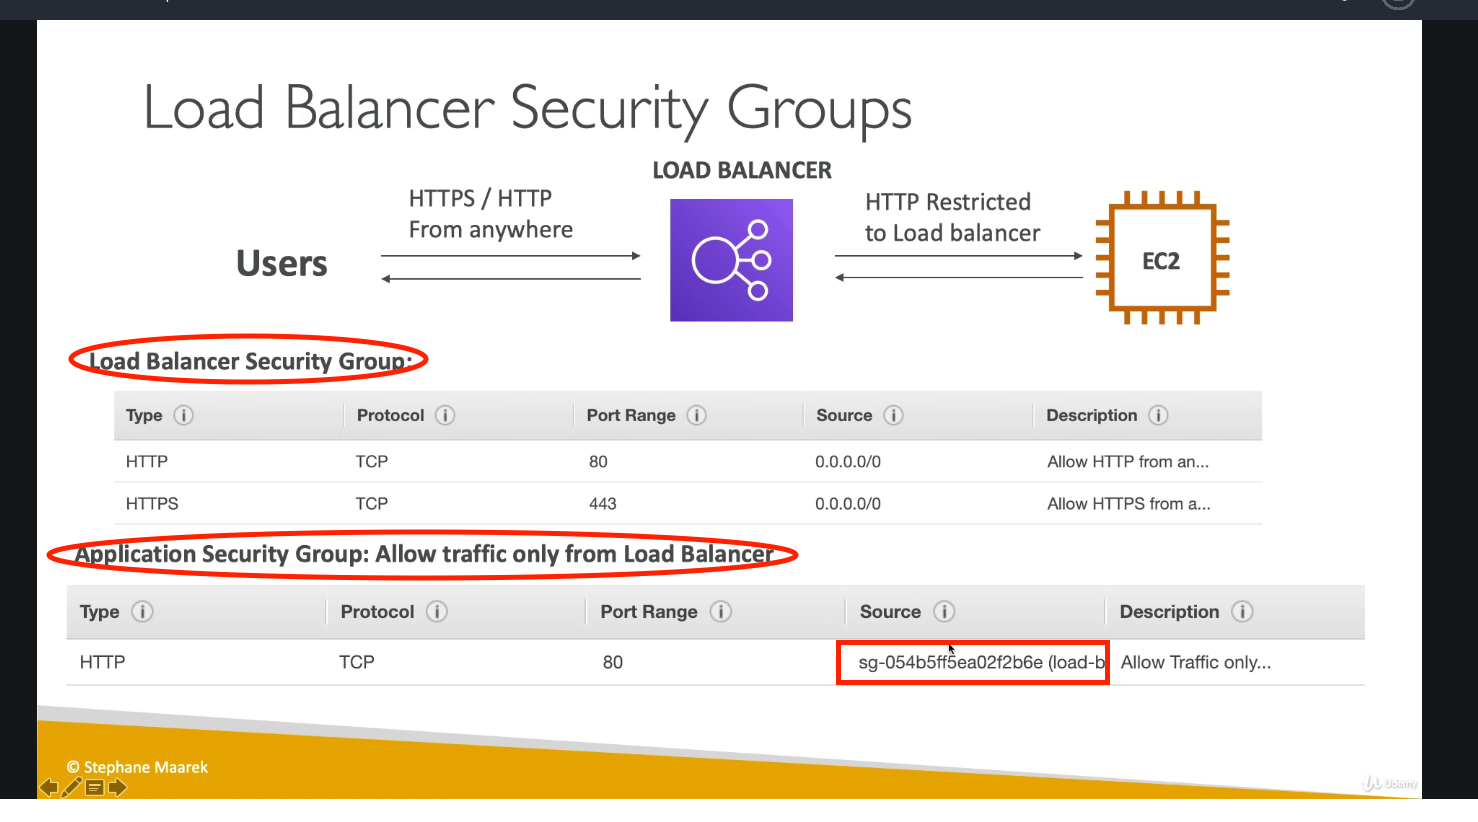 Load Balancer Security Groups
LOAD BALANCER
HTTPS / HTTP
From anywhere
HTTP Restricted
to Load balancer
Users
EC2
Load Balancer Security Group:
Type Protocol Port Range Source Description
HTTP TCP 80 0.0.0.0/0 Allow HTTP from an...
HTTPS TCP 443 0.0.0.0/0 Allow HTTPS from a...
Application Security Group: Allow traffic only from Load Balancer
Type Protocol Port Range Source Description
HTTP TCP 80 sg-054b5ff5ea02f2b6e (load-b Allow Traffic only...
© Stephane Maarek
Udemy